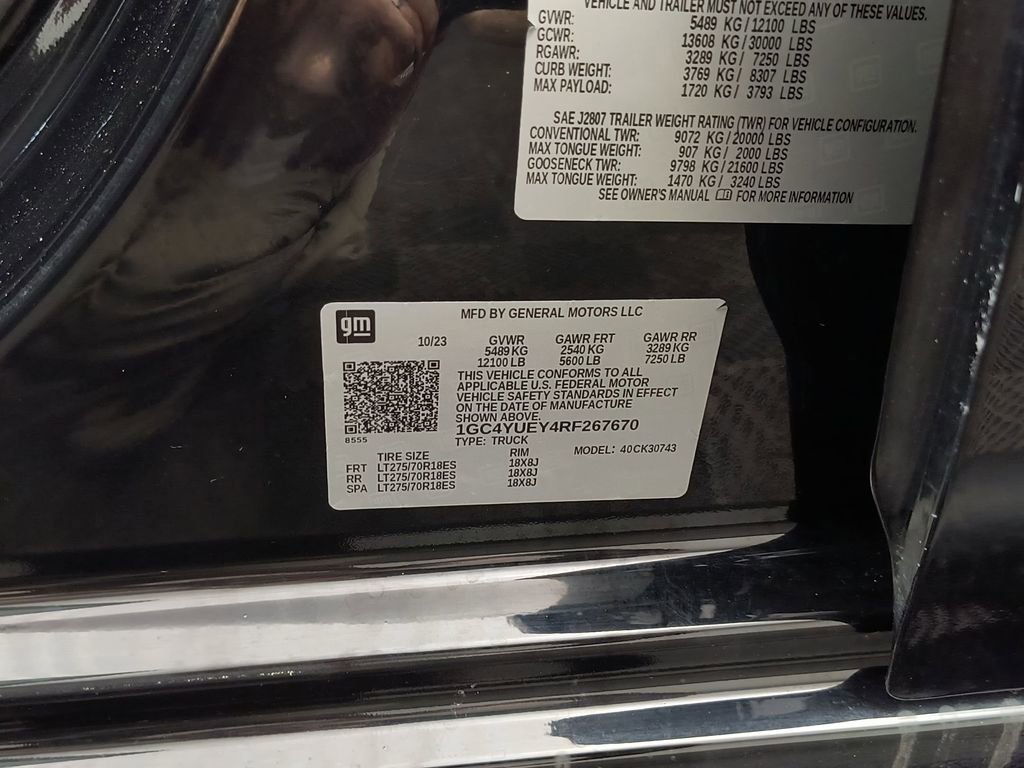 VEHICLE AND TRAILER MUST NOT EXCEED ANY OF THESE VALUES.
GVWR: 5489 KG/12100 LBS
GCWR: 13608 KG/30000 LBS
RGAWR: 3289 KG/ 7250 LBS
CURB WEIGHT: 3769 KG/ 8307 LBS
MAX PAYLOAD: 1720 KG/ 3793 LBS
SAE J2807 TRAILER WEIGHT RATING (TWR) FOR VEHICLE CONFIGURATION.
CONVENTIONAL TWR: 9072 KG/20000 LBS
MAX TONGUE WEIGHT: 907 KG/ 2000 LBS
GOOSENECK TWR: 9798 KG/21600 LBS
MAX TONGUE WEIGHT: 1470 KG/ 3240 LBS
SEE OWNER'S MANUAL FOR MORE INFORMATION
gm
MFD BY GENERAL MOTORS LLC
10/23 GVWR GAWR FRT GAWR RR
5489 KG 2540 KG 3289 KG
12100 LB 5600 LB 7250 LB
THIS VEHICLE CONFORMS TO ALL
APPLICABLE U.S. FEDERAL MOTOR
VEHICLE SAFETY STANDARDS IN EFFECT
ON THE DATE OF MANUFACTURE
SHOWN ABOVE.
1GC4YUEY4RF267670
8555
TYPE: TRUCK MODEL: 40CK30743
TIRE SIZE RIM
FRT LT275/70R18ES 18X8J
RR LT275/70R18ES 18X8J
SPA LT275/70R18ES 18X8J